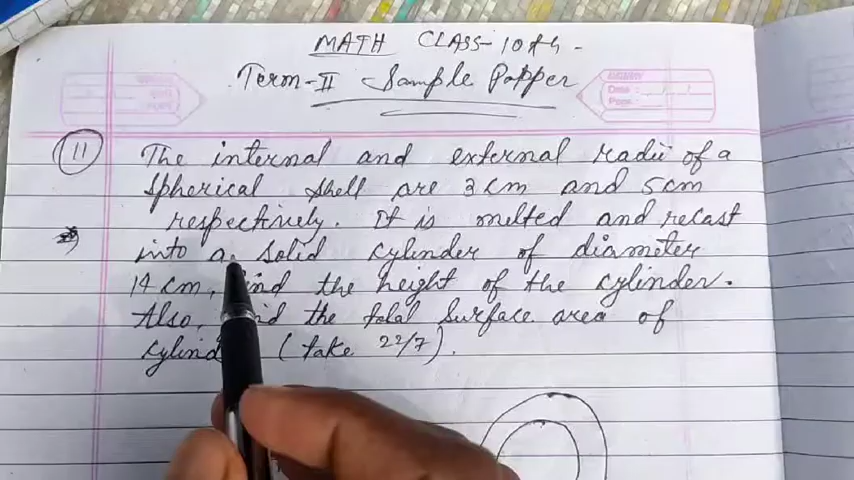 MATH CLASS-10th -
Term-II Sample Papper
11 The internal and external radii of a
spherical shell are 3 cm and 5 cm
respectively. It is melted and recast
into a solid cylinder of diameter
14 cm, find the height of the cylinder.
Also, find the total surface area of
(take 22/7).